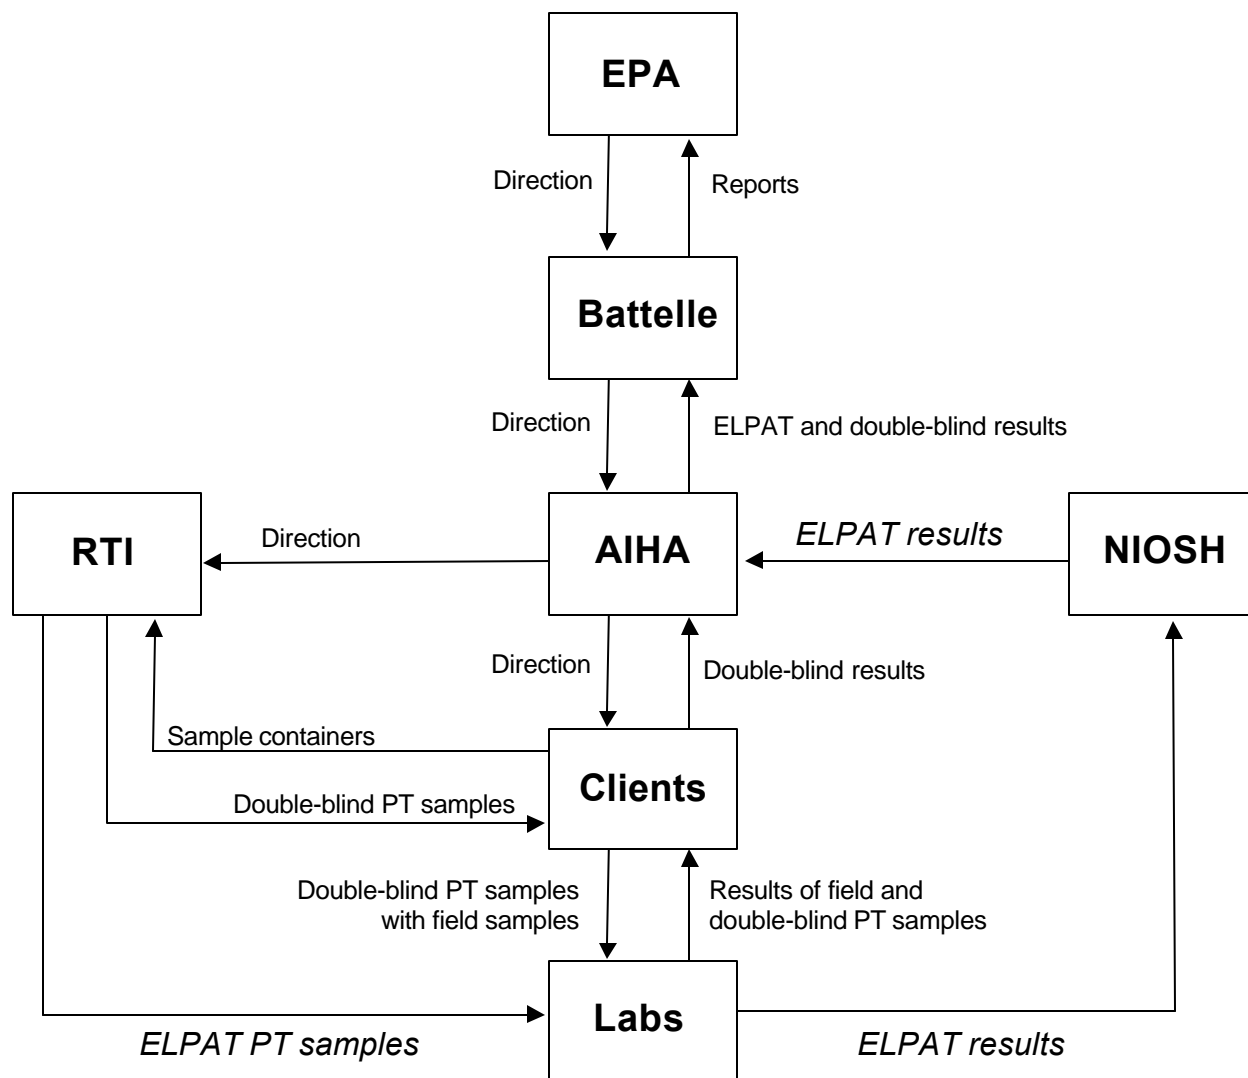 EPA
Direction
Reports
Battelle
Direction
ELPAT and double-blind results
RTI
Direction
AIHA
ELPAT results
NIOSH
Direction
Double-blind results
Sample containers
Clients
Double-blind PT samples
Double-blind PT samples
with field samples
Results of field and
double-blind PT samples
Labs
ELPAT PT samples
ELPAT results